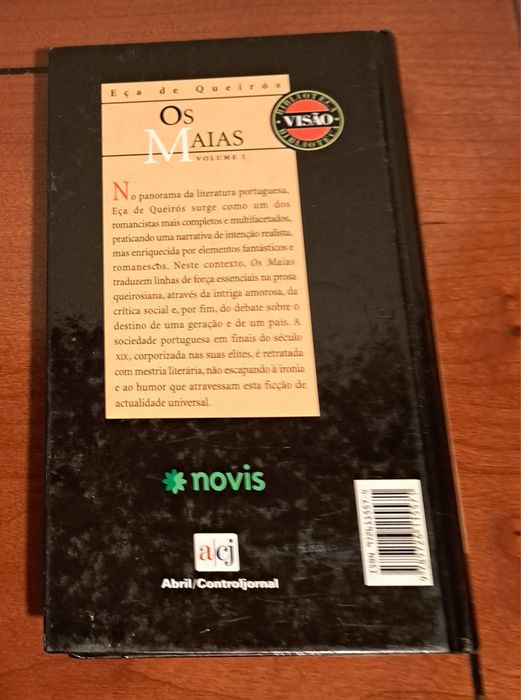 Eça de Queirós
OS
MAIAS
VOLUME I
BIBLIOTECA
VISÃO
BIBLIOTECA
No panorama da literatura portuguesa,
Eça de Queirós surge como um dos
romancistas mais completos e multifacetados,
praticando uma narrativa de intenção realista,
mas enriquecida por elementos fantásticos e
romanescos. Neste contexto, Os Maias
traduzem linhas de força essenciais na prosa
queirosiana, através da intriga amorosa, da
crítica social e, por fim, do debate sobre o
destino de uma geração e de um país. A
sociedade portuguesa em finais do século
XIX, corporizada nas suas elites, é retratada
com mestria literária, não escapando à ironia
e ao humor que atravessam esta ficção de
actualidade universal.
novis
a/cj
Abril/Controljornal